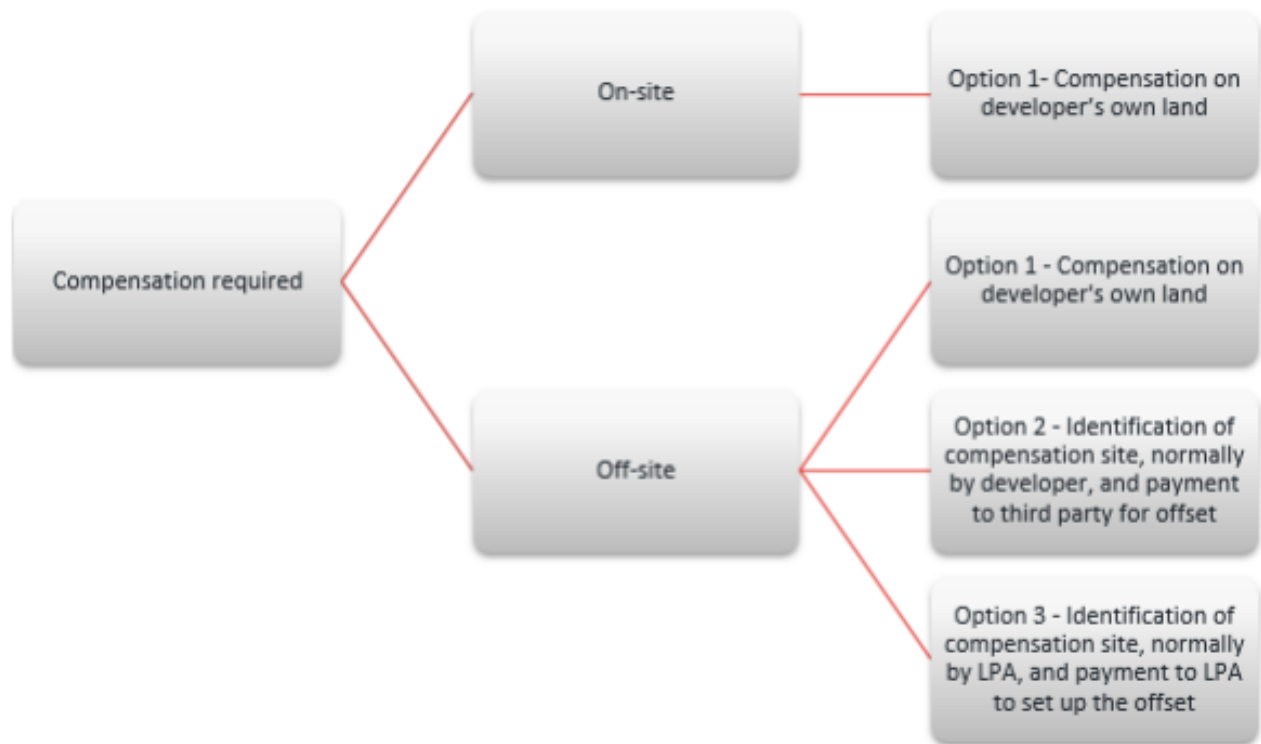 On-site
Option 1- Compensation on
developer's own land
Compensation required
Option 1 - Compensation on
developer's own land
Off-site
Option 2 - Identification of
compensation site, normally
by developer, and payment
to third party for offset
Option 3 - Identification of
compensation site, normally
by LPA, and payment to LPA
to set up the offset